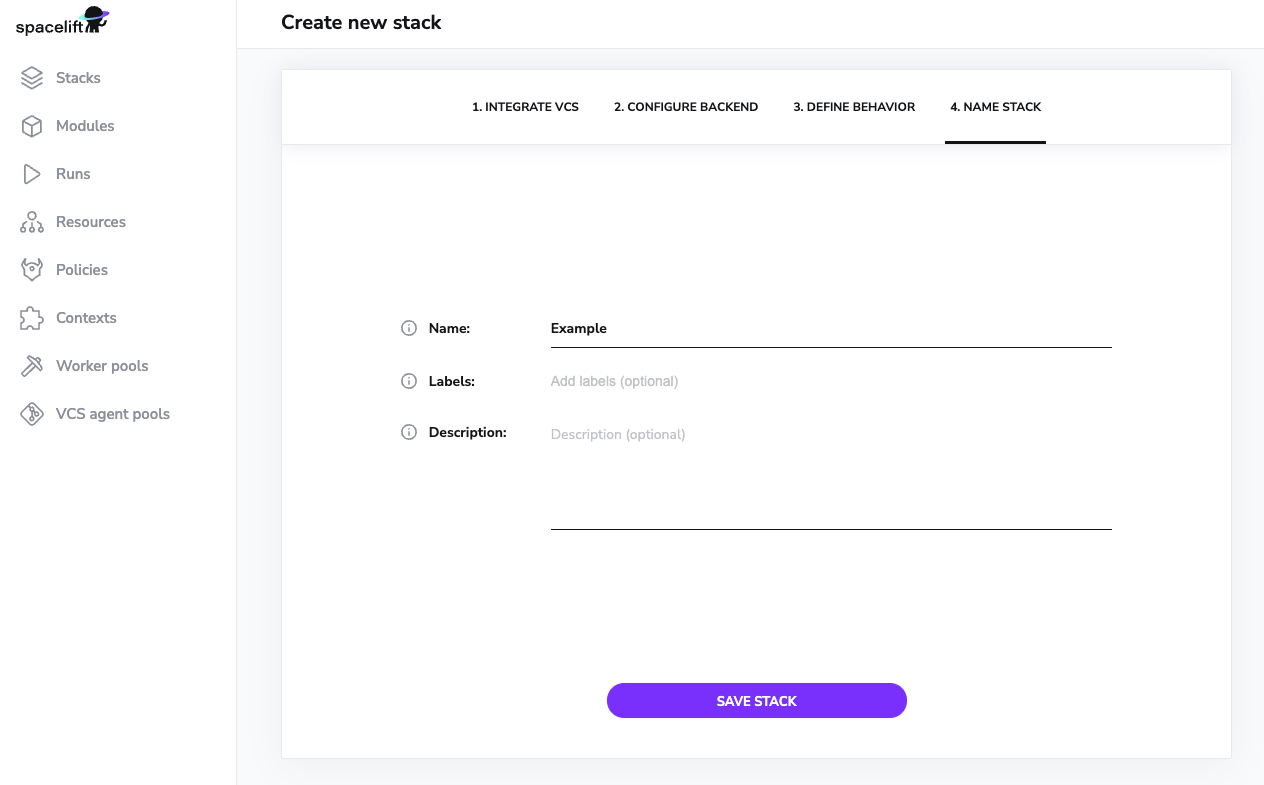 spacelift
Create new stack
Stacks
Modules
Runs
Resources
Policies
Contexts
Worker pools
VCS agent pools
1. INTEGRATE VCS
2. CONFIGURE BACKEND
3. DEFINE BEHAVIOR
4. NAME STACK
Name: Example
Labels: Add labels (optional)
Description: Description (optional)
SAVE STACK